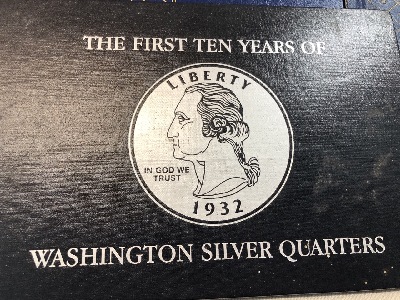 THE FIRST TEN YEARS OF
LIBERTY
IN GOD WE
TRUST
1932
WASHINGTON SILVER QUARTERS